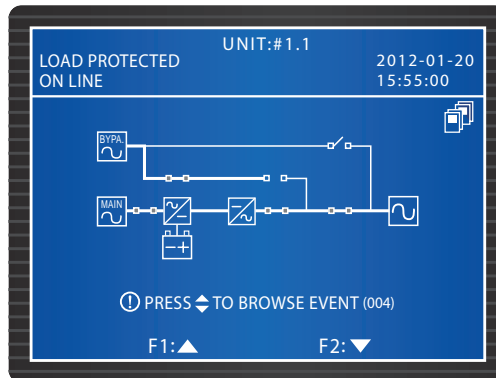 UNIT:#1.1
LOAD PROTECTED
ON LINE
2012-01-20
15:55:00
BYPA.
MAIN
PRESS TO BROWSE EVENT (004)
F1:
F2: